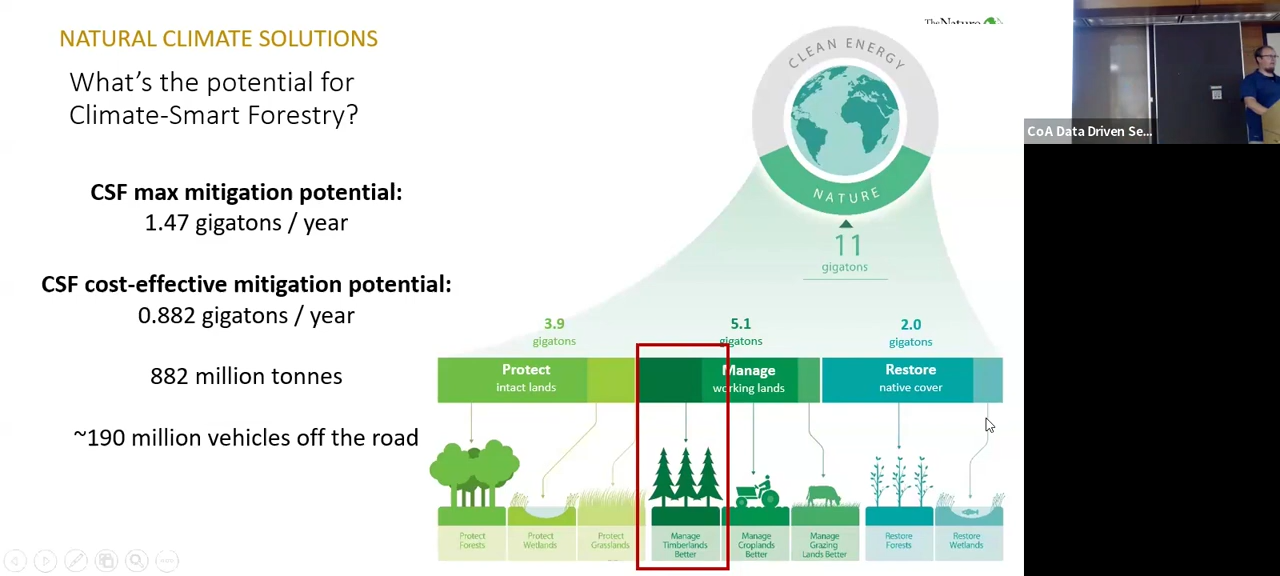 NATURAL CLIMATE SOLUTIONS
What's the potential for
Climate-Smart Forestry?
CSF max mitigation potential:
1.47 gigatons / year
CSF cost-effective mitigation potential:
0.882 gigatons / year
882 million tonnes
~190 million vehicles off the road
The Nature
CLEAN ENERGY
NATURE
11
gigatons
3.9
gigatons
5.1
gigatons
2.0
gigatons
Protect
intact lands
Manage
working lands
Restore
native cover
Protect
Forests
Protect
Wetlands
Protect
Grasslands
Manage
Timberlands
Better
Manage
Croplands
Better
Manage
Grazing
Lands Better
Restore
Forests
Restore
Wetlands
CoA Data Driven Se...